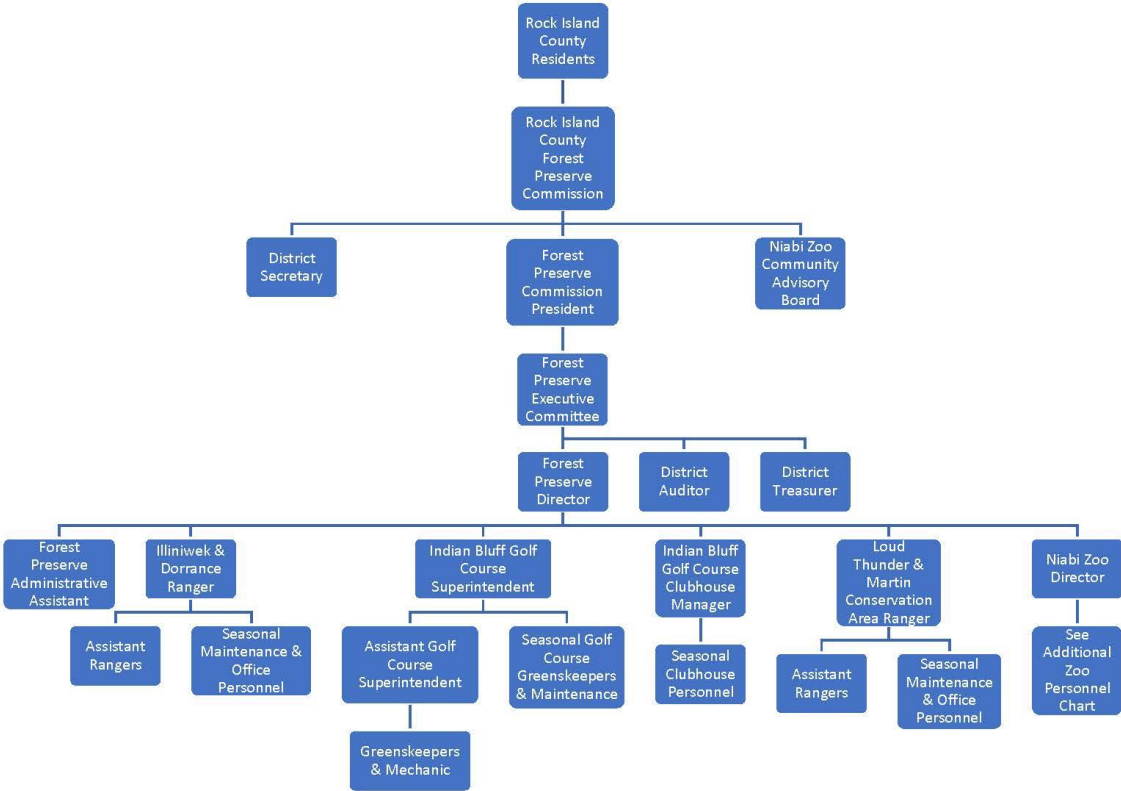 Rock Island
County
Residents
Rock Island
County
Forest
Preserve
Commission
District
Secretary
Forest
Preserve
Commission
President
Niabi Zoo
Community
Advisory
Board
Forest
Preserve
Executive
Committee
Forest
Preserve
Director
District
Auditor
District
Treasurer
Forest
Preserve
Administrative
Assistant
Illiniwek &
Dorrance
Ranger
Indian Bluff Golf
Course
Superintendent
Indian Bluff
Golf Course
Clubhouse
Manager
Loud
Thunder &
Martin
Conservation
Area Ranger
Niabi Zoo
Director
Assistant
Rangers
Seasonal
Maintenance &
Office
Personnel
Assistant Golf
Course
Superintendent
Seasonal Golf
Course
Greenskeepers
& Maintenance
Seasonal
Clubhouse
Personnel
Assistant
Rangers
Seasonal
Maintenance
& Office
Personnel
See
Additional
Zoo
Personnel
Chart
Greenskeepers
& Mechanic